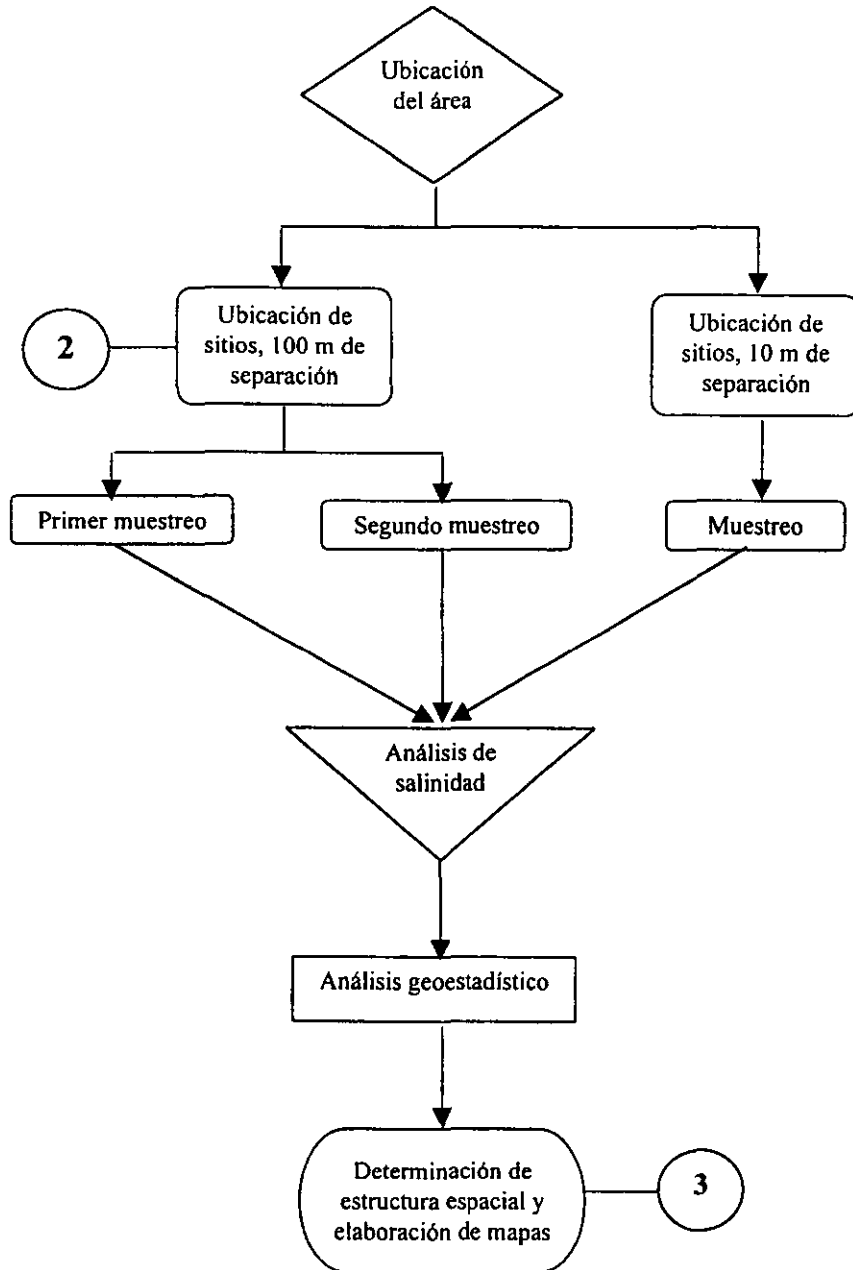 Ubicación
del área
Ubicación de
sitios, 100 m de
separación
2
Ubicación de
sitios, 10 m de
separación
Primer muestreo
Segundo muestreo
Muestreo
Análisis de
salinidad
Análisis geoestadístico
Determinación de
estructura espacial y
elaboración de mapas
3